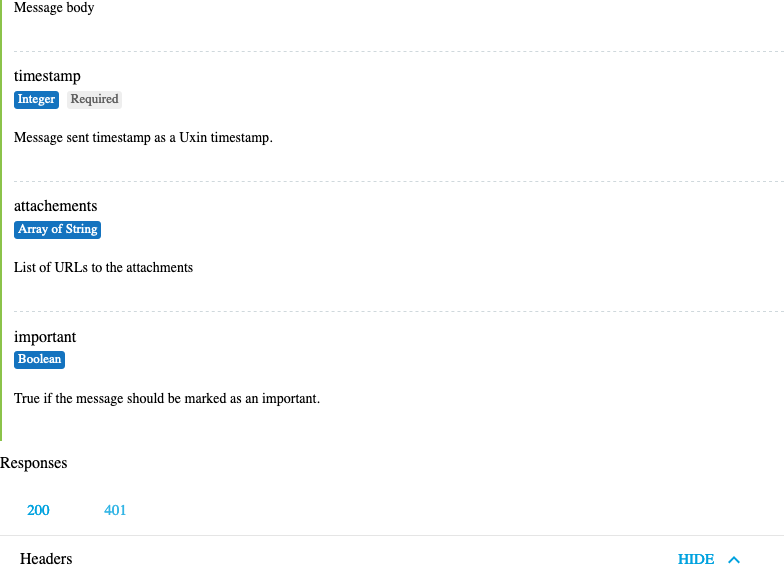 Message body
timestamp
Integer Required
Message sent timestamp as a Uxin timestamp.
attachements
Array of String
List of URLs to the attachments
important
Boolean
True if the message should be marked as an important.
Responses
200 401
Headers HIDE